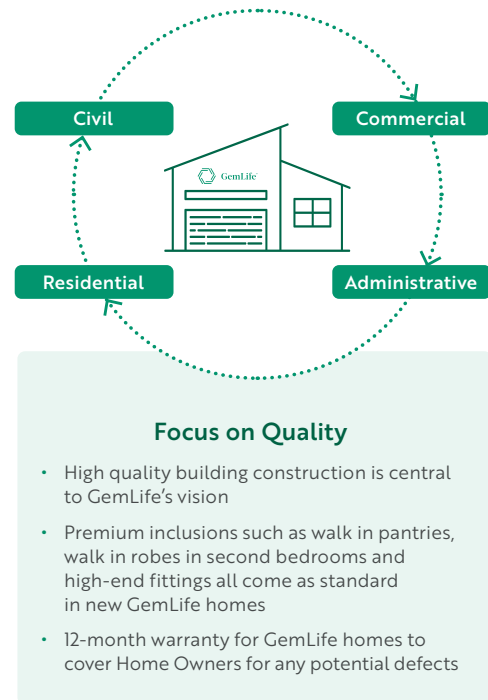 Civil
Commercial
GemLife
Residential
Administrative
Focus on Quality
• High quality building construction is central
to GemLife’s vision
• Premium inclusions such as walk in pantries,
walk in robes in second bedrooms and
high-end fittings all come as standard
in new GemLife homes
• 12-month warranty for GemLife homes to
cover Home Owners for any potential defects